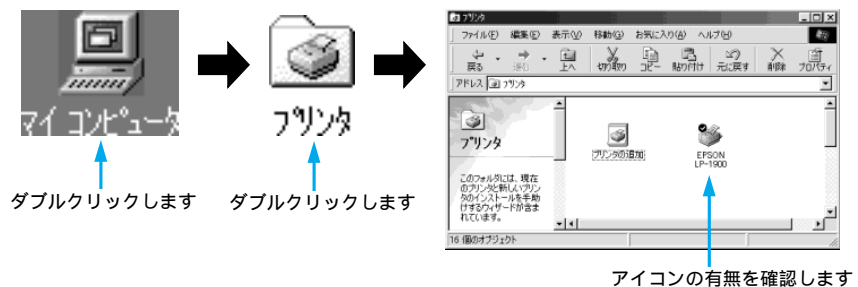 マイ コンピュータ
ダブルクリックします
プリンタ
ダブルクリックします
プリンタ
ファイル(F) 編集(E) 表示(V) 移動(G) お気に入り(A) ヘルプ(H)
戻る 進む 上へ 切り取り コピー 貼り付け 元に戻す 削除 プロパティ
アドレス プリンタ
プリンタ
このフォルダには、現在
のプリンタと新しいプリン
タのインストールを手助
けするウィザードが含ま
れています。
プリンタの追加
EPSON
LP-1900
16 個のオブジェクト
アイコンの有無を確認します